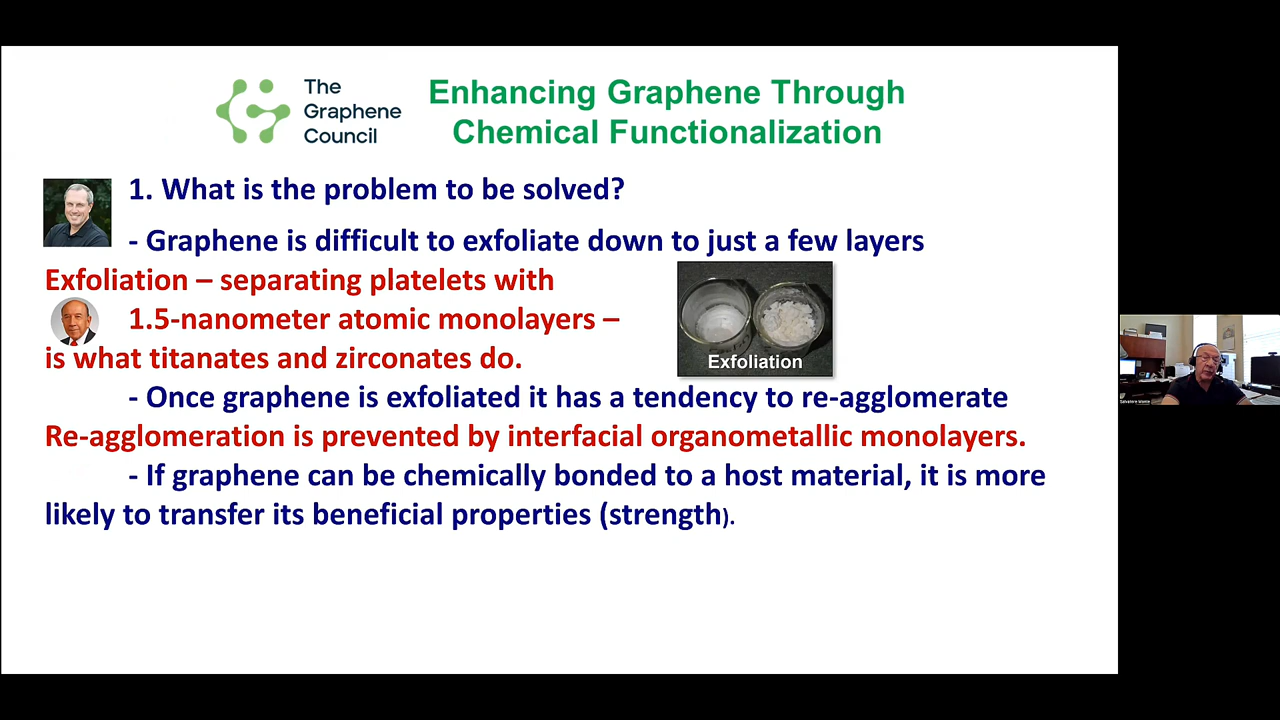 The
Graphene
Council
Enhancing Graphene Through
Chemical Functionalization
1. What is the problem to be solved?
- Graphene is difficult to exfoliate down to just a few layers
Exfoliation – separating platelets with
1.5-nanometer atomic monolayers –
is what titanates and zirconates do.
Exfoliation
- Once graphene is exfoliated it has a tendency to re-agglomerate
Re-agglomeration is prevented by interfacial organometallic monolayers.
- If graphene can be chemically bonded to a host material, it is more
likely to transfer its beneficial properties (strength).
Salvatore Monte